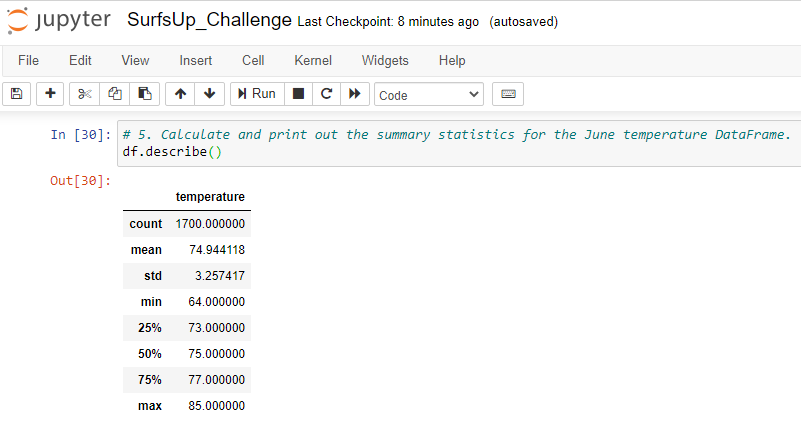 jupyter SurfsUp_Challenge Last Checkpoint: 8 minutes ago (autosaved)
File Edit View Insert Cell Kernel Widgets Help
Run Code
In [30]: # 5. Calculate and print out the summary statistics for the June temperature DataFrame.
df.describe()
Out[30]:
temperature
count 1700.000000
mean 74.944118
std 3.257417
min 64.000000
25% 73.000000
50% 75.000000
75% 77.000000
max 85.000000